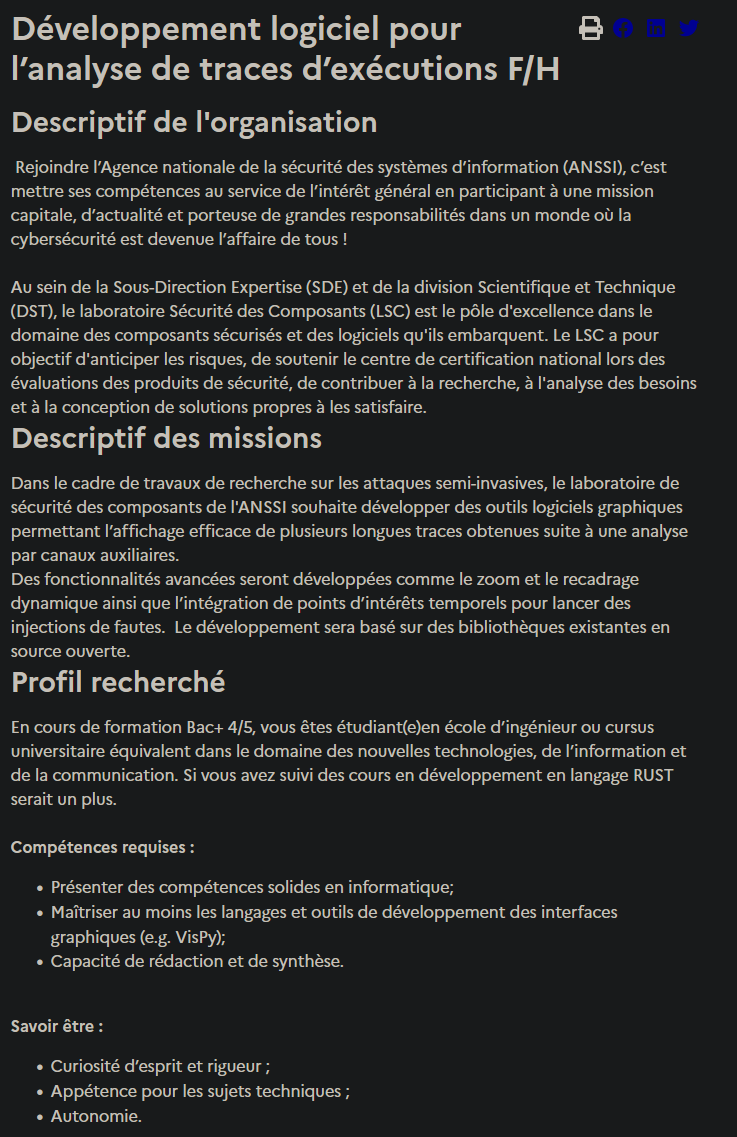 Développement logiciel pour
l’analyse de traces d’exécutions F/H
Descriptif de l'organisation
Rejoindre l’Agence nationale de la sécurité des systèmes d’information (ANSSI), c’est
mettre ses compétences au service de l’intérêt général en participant à une mission
capitale, d’actualité et porteuse de grandes responsabilités dans un monde où la
cybersécurité est devenue l’affaire de tous !
Au sein de la Sous-Direction Expertise (SDE) et de la division Scientifique et Technique
(DST), le laboratoire Sécurité des Composants (LSC) est le pôle d'excellence dans le
domaine des composants sécurisés et des logiciels qu'ils embarquent. Le LSC a pour
objectif d'anticiper les risques, de soutenir le centre de certification national lors des
évaluations des produits de sécurité, de contribuer à la recherche, à l'analyse des besoins
et à la conception de solutions propres à les satisfaire.
Descriptif des missions
Dans le cadre de travaux de recherche sur les attaques semi-invasives, le laboratoire de
sécurité des composants de l'ANSSI souhaite développer des outils logiciels graphiques
permettant l’affichage efficace de plusieurs longues traces obtenues suite à une analyse
par canaux auxiliaires.
Des fonctionnalités avancées seront développées comme le zoom et le recadrage
dynamique ainsi que l’intégration de points d’intérêts temporels pour lancer des
injections de fautes.  Le développement sera basé sur des bibliothèques existantes en
source ouverte.
Profil recherché
En cours de formation Bac+ 4/5, vous êtes étudiant(e)en école d’ingénieur ou cursus
universitaire équivalent dans le domaine des nouvelles technologies, de l’information et
de la communication. Si vous avez suivi des cours en développement en langage RUST
serait un plus.
Compétences requises :
• Présenter des compétences solides en informatique;
• Maîtriser au moins les langages et outils de développement des interfaces
graphiques (e.g. VisPy);
• Capacité de rédaction et de synthèse.
Savoir être :
• Curiosité d’esprit et rigueur ;
• Appétence pour les sujets techniques ;
• Autonomie.